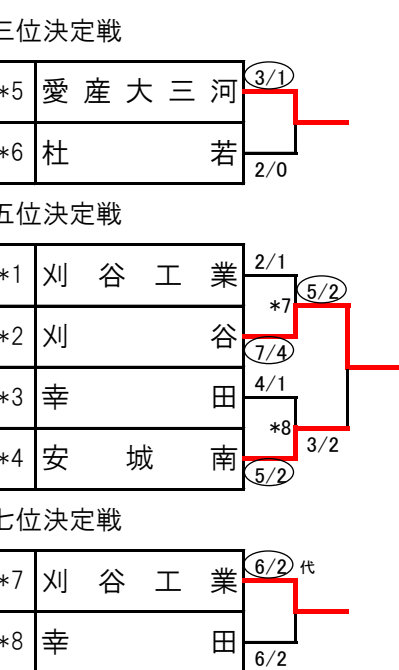 三位決定戦
3/1
*5 愛産大三河
*6 杜若
2/0
五位決定戦
2/1
*1 刈谷工業
*7 5/2
*2 刈谷
7/4
4/1
*3 幸田
*8 3/2
*4 安城南
5/2
七位決定戦
6/2 代
*7 刈谷工業
*8 幸田
6/2